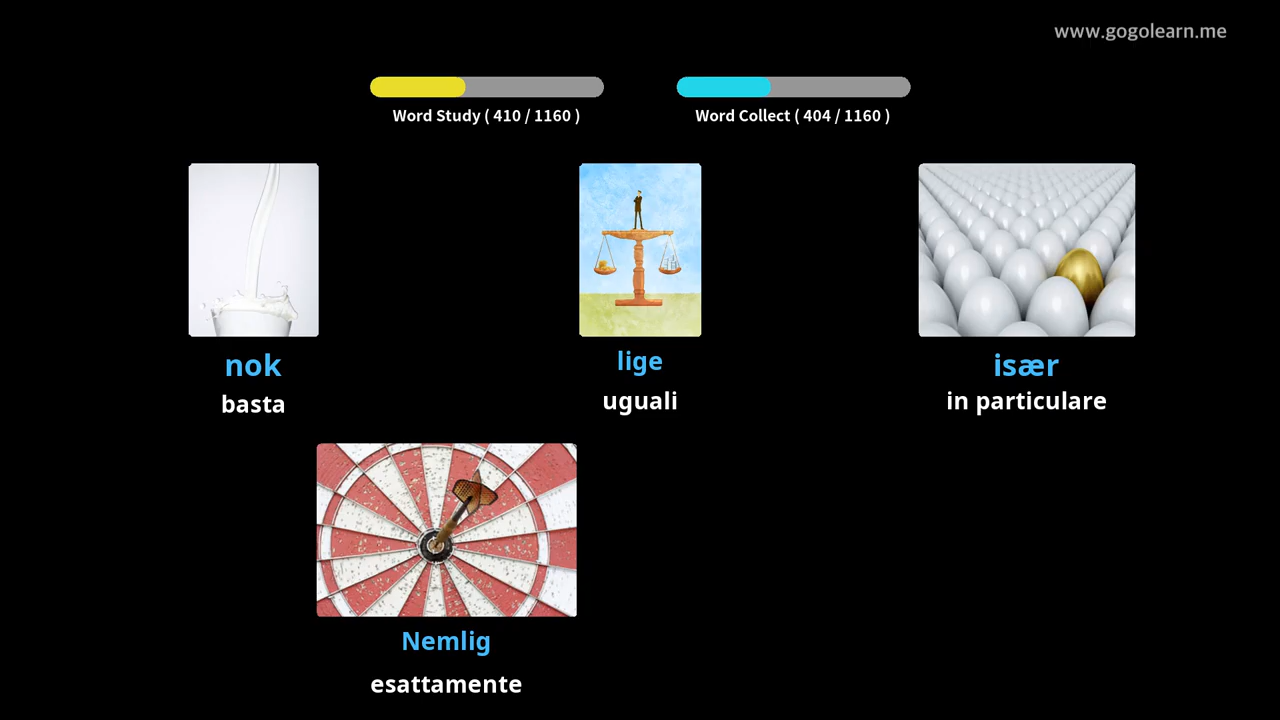 www.gogolearn.me
Word Study ( 410 / 1160 )
Word Collect ( 404 / 1160 )
nok
lige
især
basta
uguali
in particulare
Nemlig
esattamente